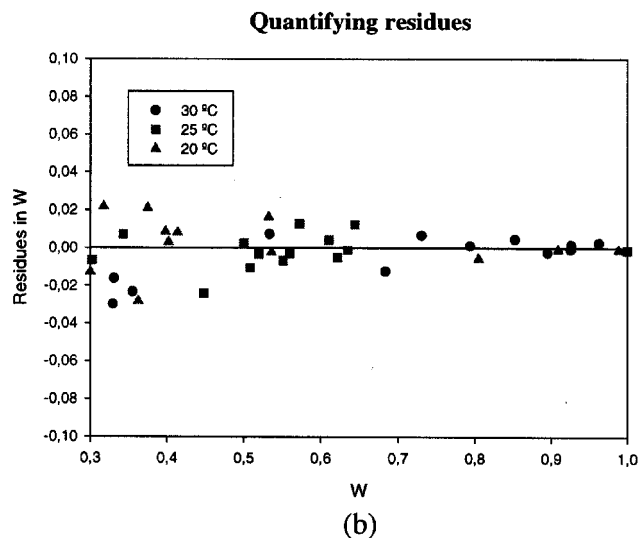 Quantifying residues
0,10
0,08
0,06
0,04
0,02
0,00
-0,02
-0,04
-0,06
-0,08
-0,10
Residues in W
30 ºC
25 ºC
20 ºC
0,3 0,4 0,5 0,6 0,7 0,8 0,9 1,0
W
(b)